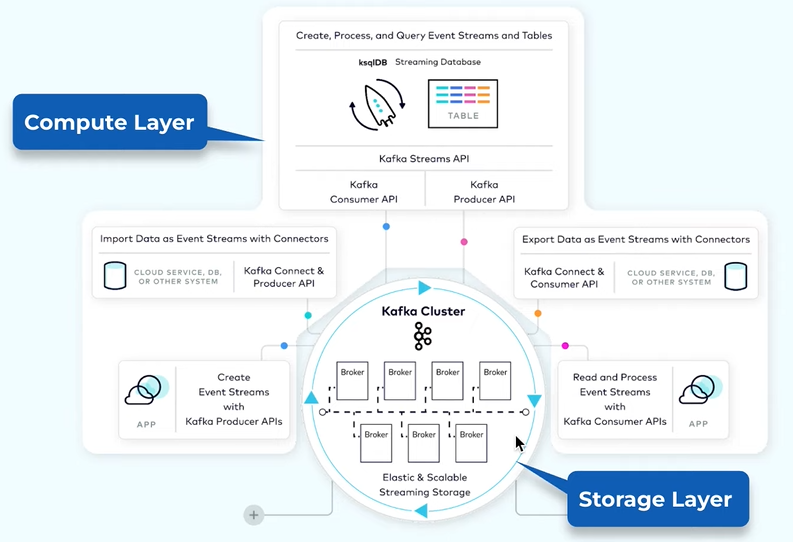 Create, Process, and Query Event Streams and Tables
ksqlDB Streaming Database
TABLE
Compute Layer
Kafka Streams API
Kafka
Consumer API
Kafka
Producer API
Import Data as Event Streams with Connectors
CLOUD SERVICE, DB,
OR OTHER SYSTEM
Kafka Connect &
Producer API
Export Data as Event Streams with Connectors
Kafka Connect &
Consumer API
CLOUD SERVICE, DB,
OR OTHER SYSTEM
Kafka Cluster
Broker
Broker
Broker
Broker
Broker
Broker
Broker
Elastic & Scalable
Streaming Storage
APP
Create
Event Streams
with
Kafka Producer APIs
Read and Process
Event Streams
with
Kafka Consumer APIs
APP
Storage Layer